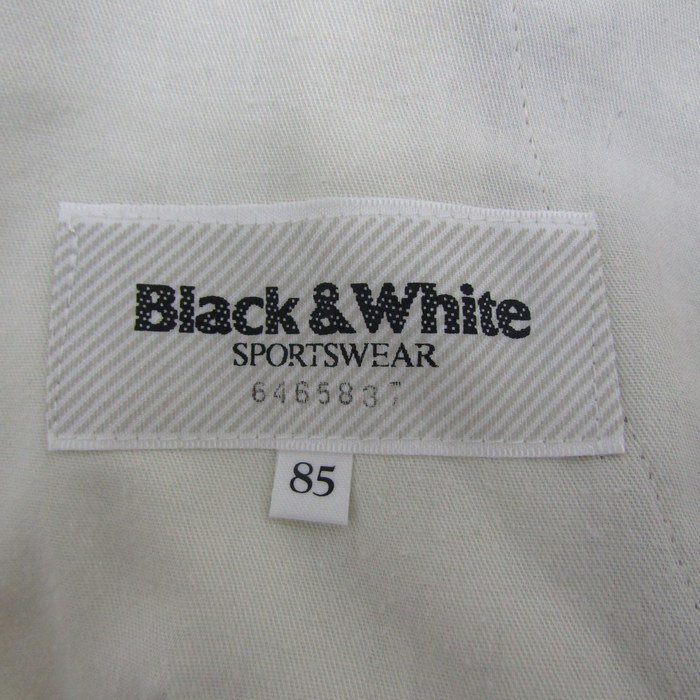 Black & White
SPORTSWEAR
6465837
85